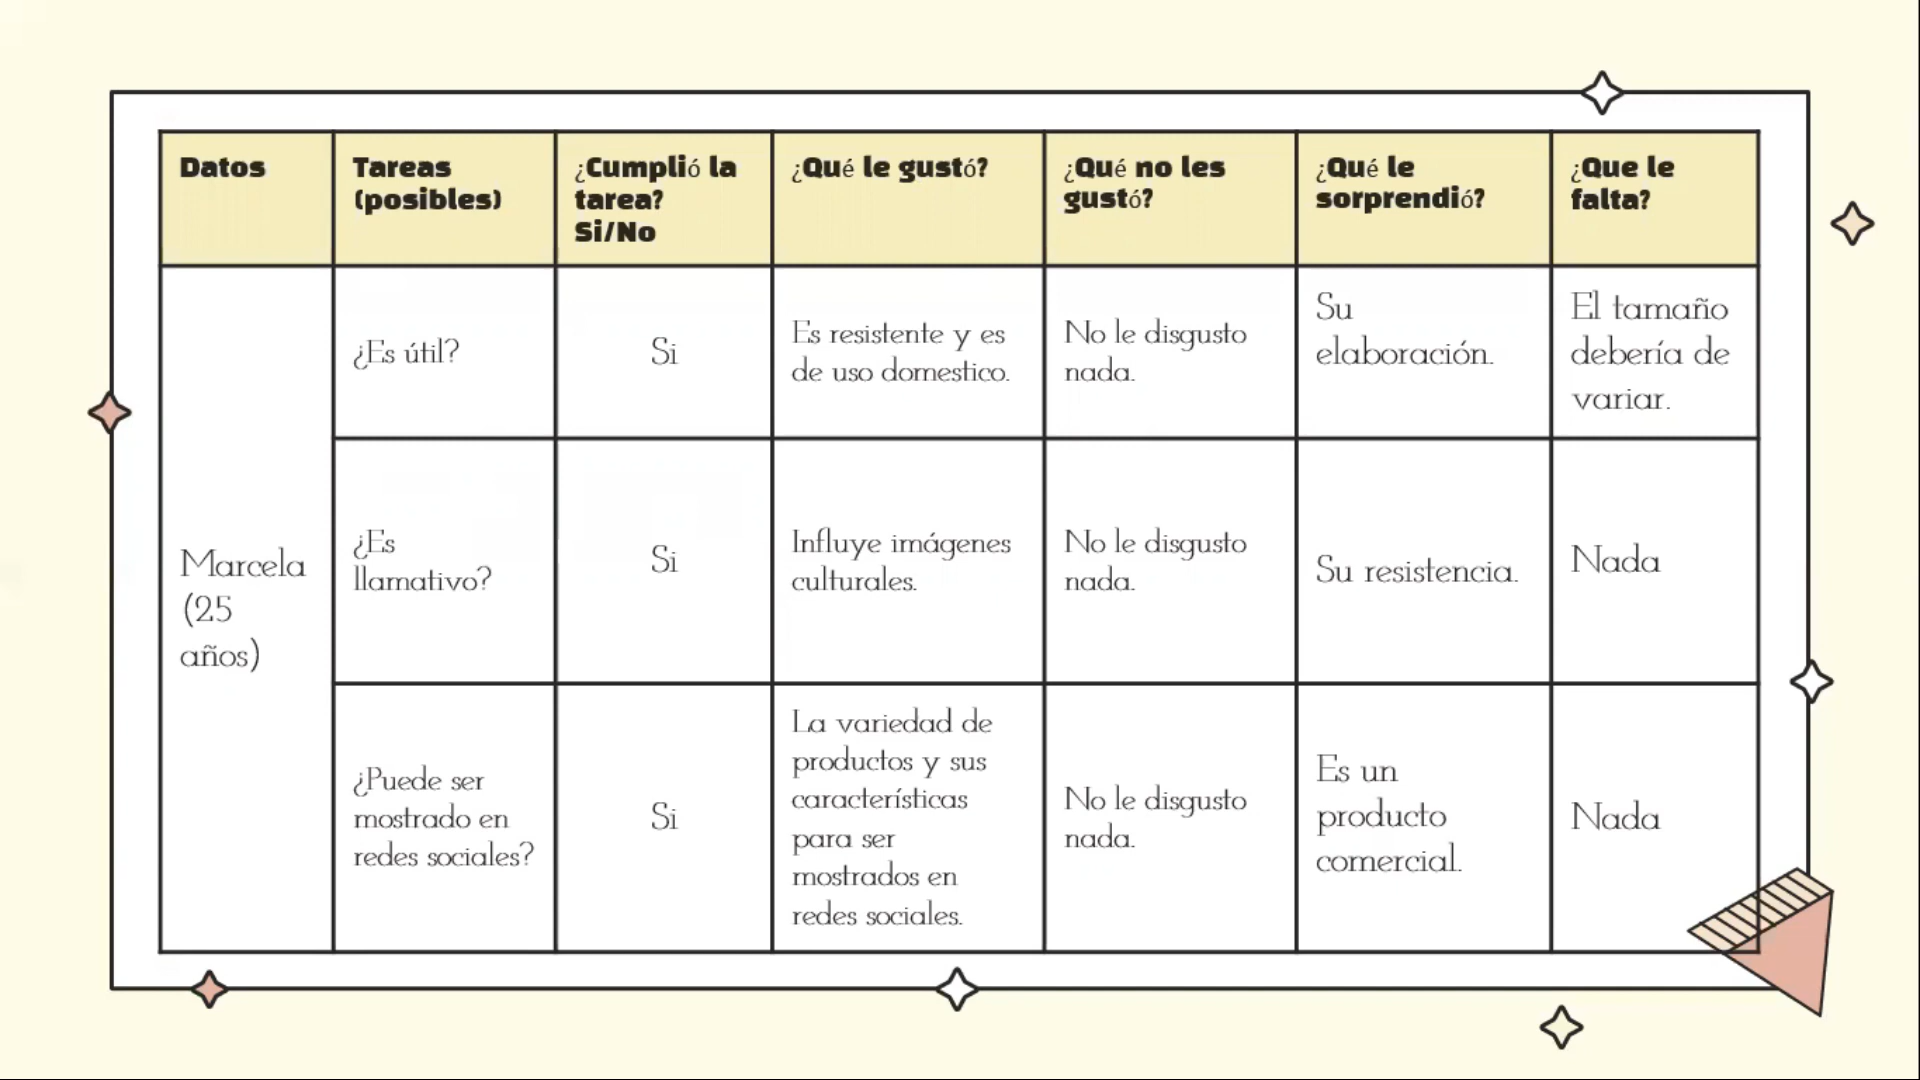 Datos
Tareas
(posibles)
¿Cumplió la
tarea?
Si/No
¿Qué le gustó?
¿Qué no les
gustó?
¿Qué le
sorprendió?
¿Que le
falta?
Marcela
(25
años)
¿Es útil?
Si
Es resistente y es
de uso domestico.
No le disgusto
nada.
Su
elaboración.
El tamaño
debería de
variar.
¿Es
llamativo?
Si
Influye imágenes
culturales.
No le disgusto
nada.
Su resistencia.
Nada
¿Puede ser
mostrado en
redes sociales?
Si
La variedad de
productos y sus
características
para ser
mostrados en
redes sociales.
No le disgusto
nada.
Es un
producto
comercial.
Nada